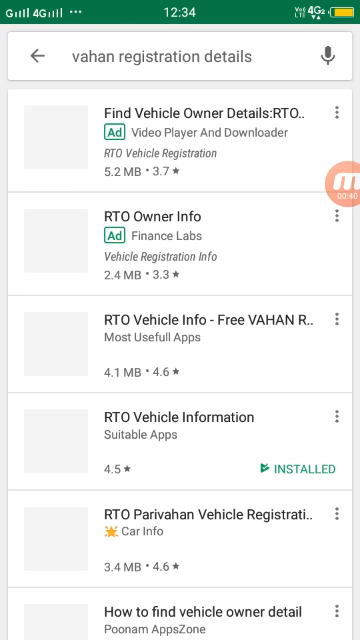 4G ... 12:34 VoLTE 4G2
vahan registration details
Find Vehicle Owner Details:RTO..
Ad Video Player And Downloader
RTO Vehicle Registration
5.2 MB • 3.7 ★
00:40
RTO Owner Info
Ad Finance Labs
Vehicle Registration Info
2.4 MB • 3.3 ★
RTO Vehicle Info - Free VAHAN R..
Most Usefull Apps
4.1 MB • 4.6 ★
RTO Vehicle Information
Suitable Apps
4.5 ★ INSTALLED
RTO Parivahan Vehicle Registrati..
Car Info
3.4 MB • 4.6 ★
How to find vehicle owner detail
Poonam AppsZone